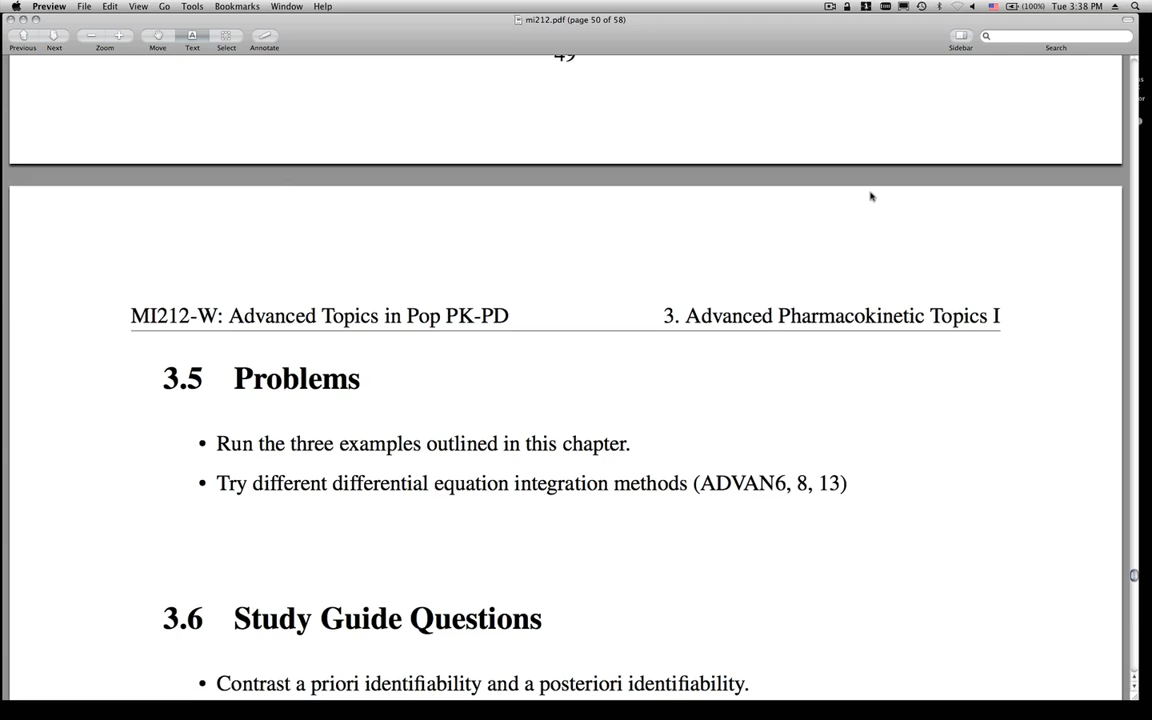 Preview File Edit View Go Tools Bookmarks Window Help (100%) Tue 3:38 PM
mi212.pdf (page 50 of 58)
Previous Next Zoom Move Text Select Annotate Sidebar Search
49
MI212-W: Advanced Topics in Pop PK-PD 3. Advanced Pharmacokinetic Topics I
3.5 Problems
• Run the three examples outlined in this chapter.
• Try different differential equation integration methods (ADVAN6, 8, 13)
3.6 Study Guide Questions
• Contrast a priori identifiability and a posteriori identifiability.